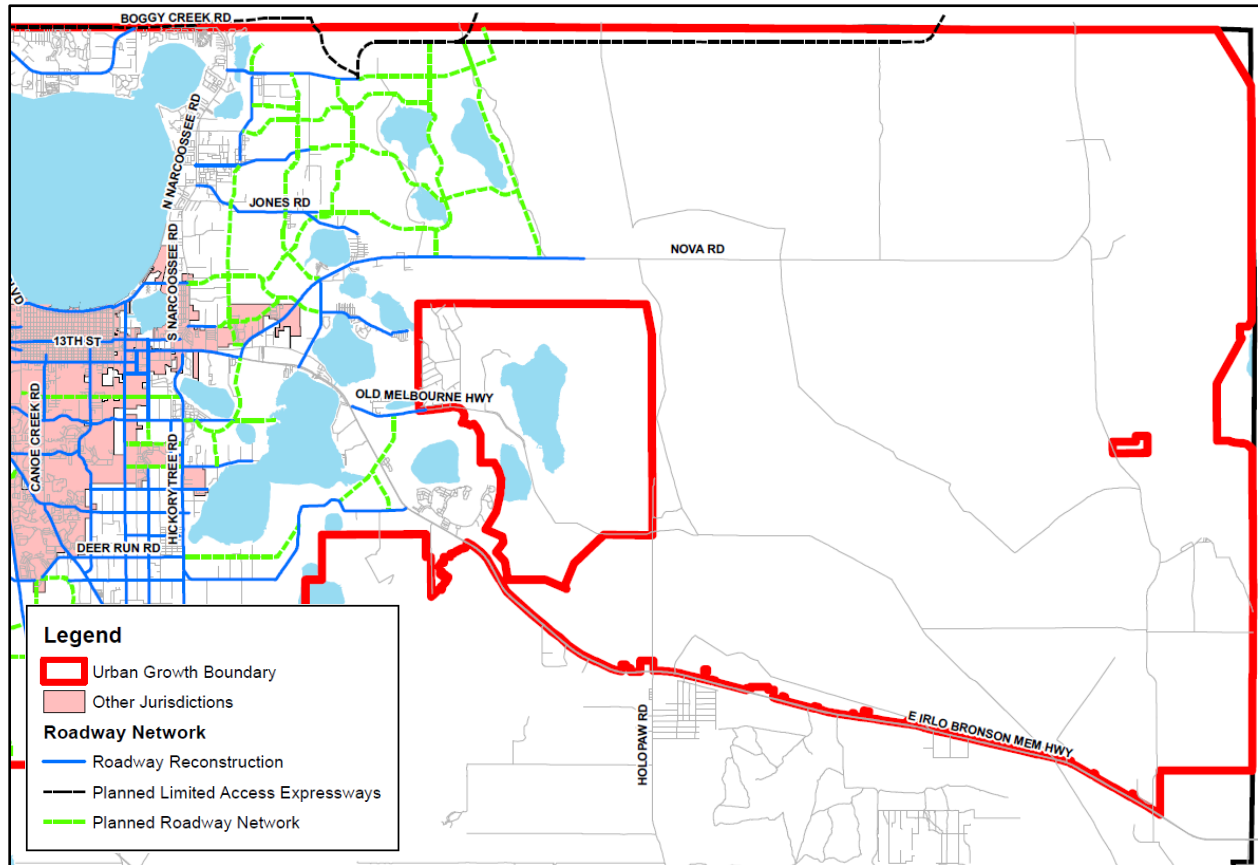 BOGGY CREEK RD
N NARCOOSSEE RD
JONES RD
S NARCOOSSEE RD
NOVA RD
LVD
13TH ST
OLD MELBOURNE HWY
CANOE CREEK RD
HICKORY TREE RD
DEER RUN RD
HOLOPAW RD
E IRLO BRONSON MEM HWY
Legend
Urban Growth Boundary
Other Jurisdictions
Roadway Network
Roadway Reconstruction
Planned Limited Access Expressways
Planned Roadway Network